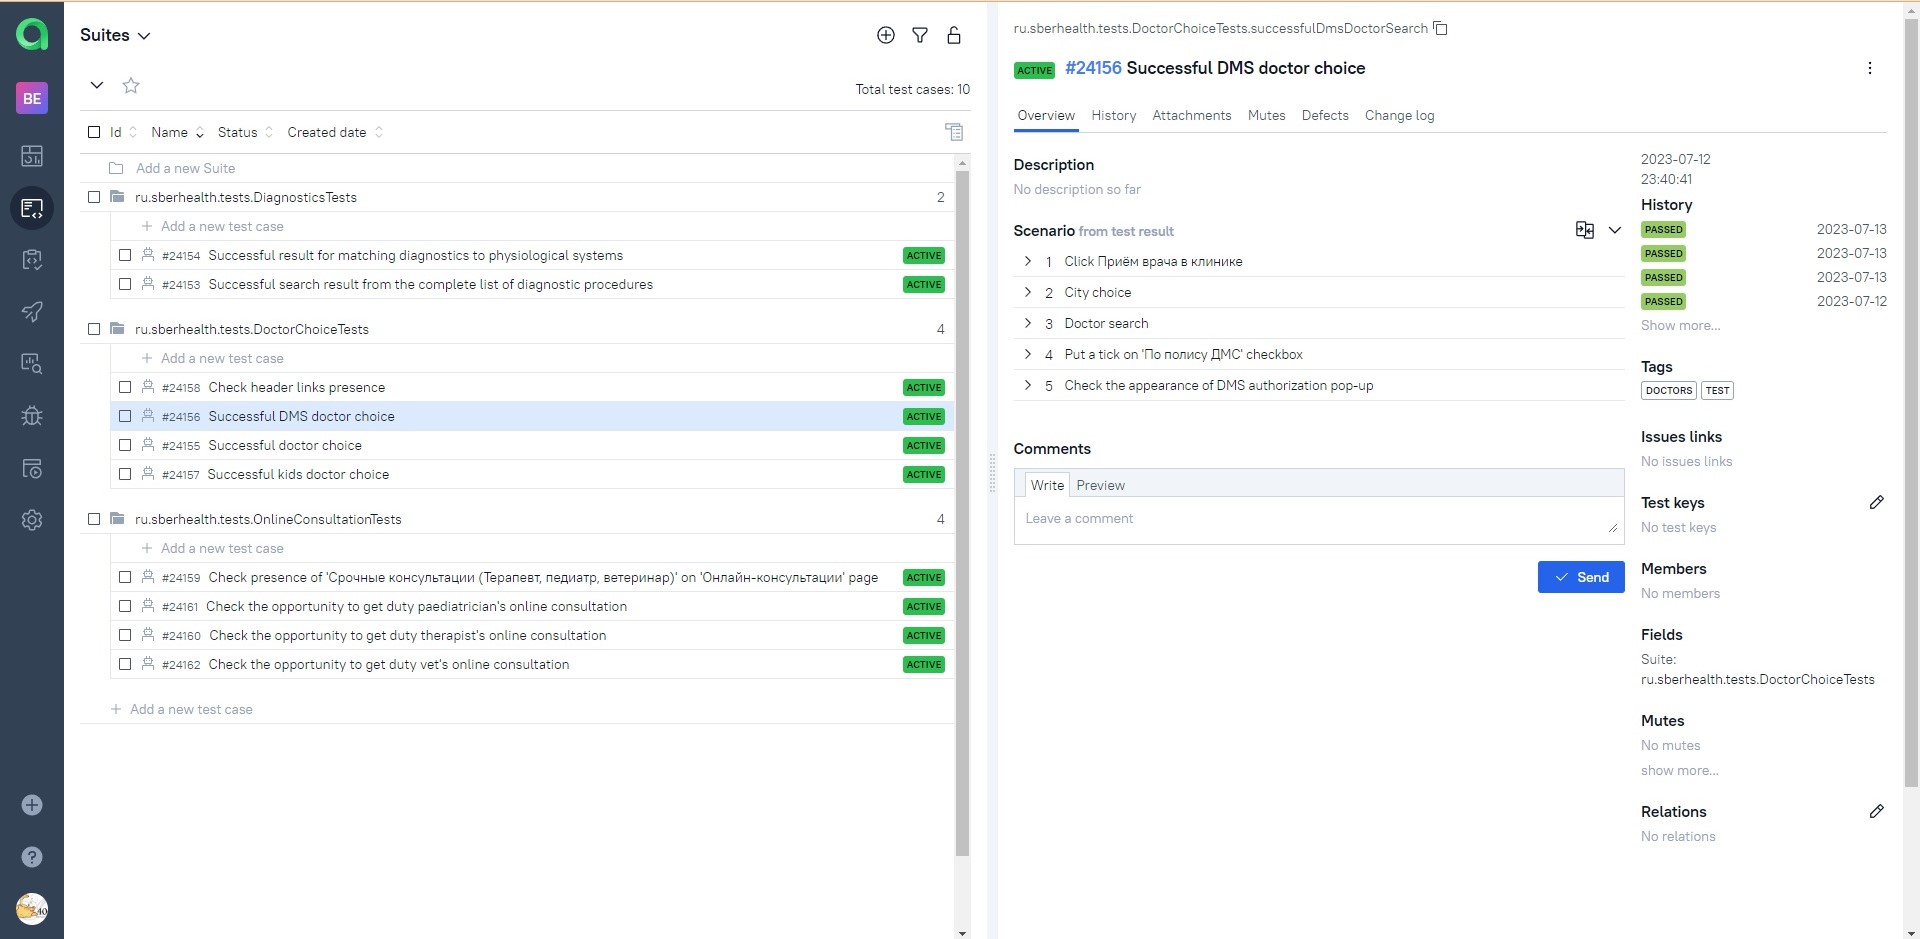 Suites
BE
Total test cases: 10
Id Name Status Created date
Add a new Suite
ru.sberhealth.tests.DiagnosticsTests 2
Add a new test case
#24154 Successful result for matching diagnostics to physiological systems ACTIVE
#24153 Successful search result from the complete list of diagnostic procedures ACTIVE
ru.sberhealth.tests.DoctorChoiceTests 4
Add a new test case
#24158 Check header links presence ACTIVE
#24156 Successful DMS doctor choice ACTIVE
#24155 Successful doctor choice ACTIVE
#24157 Successful kids doctor choice ACTIVE
ru.sberhealth.tests.OnlineConsultationTests 4
Add a new test case
#24159 Check presence of 'Срочные консультации (Терапевт, педиатр, ветеринар)' on 'Онлайн-консультации' page ACTIVE
#24161 Check the opportunity to get duty paediatrician's online consultation ACTIVE
#24160 Check the opportunity to get duty therapist's online consultation ACTIVE
#24162 Check the opportunity to get duty vet's online consultation ACTIVE
Add a new test case
ru.sberhealth.tests.DoctorChoiceTests.successfulDmsDoctorSearch
ACTIVE #24156 Successful DMS doctor choice
Overview History Attachments Mutes Defects Change log
Description
No description so far
Scenario from test result
1 Click Приём врача в клинике
2 City choice
3 Doctor search
4 Put a tick on 'По полису ДМС' checkbox
5 Check the appearance of DMS authorization pop-up
Comments
Write Preview
Leave a comment
Send
2023-07-12
23:40:41
History
PASSED 2023-07-13
PASSED 2023-07-13
PASSED 2023-07-13
PASSED 2023-07-12
Show more...
Tags
DOCTORS TEST
Issues links
No issues links
Test keys
No test keys
Members
No members
Fields
Suite:
ru.sberhealth.tests.DoctorChoiceTests
Mutes
No mutes
show more...
Relations
No relations